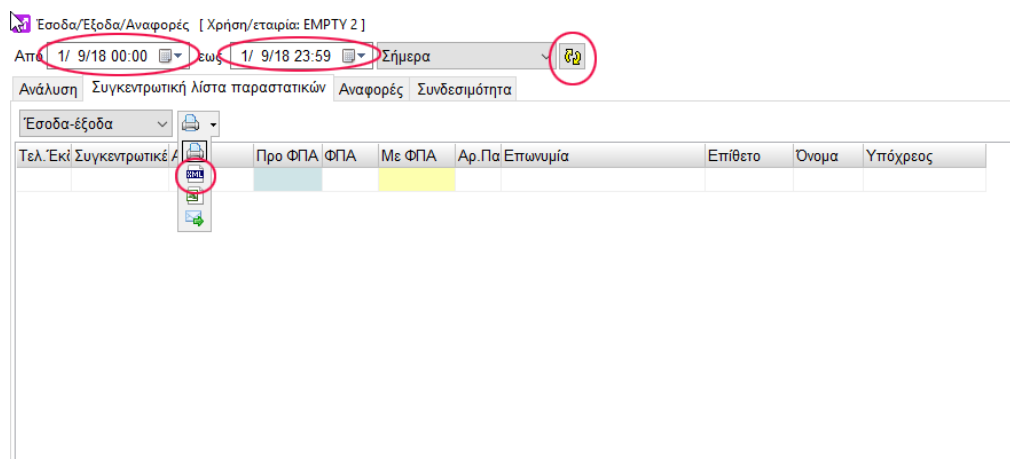 Έσοδα/Έξοδα/Αναφορές [ Χρήση/εταιρία: EMPTY 2 ]
Από 1/ 9/18 00:00 εως 1/ 9/18 23:59 Σήμερα
Ανάλυση Συγκεντρωτική λίστα παραστατικών Αναφορές Συνδεσιμότητα
Έσοδα-έξοδα
Τελ.Έκδ Συγκεντρωτικέ Προ ΦΠΑ ΦΠΑ Με ΦΠΑ Αρ.Πα Επωνυμία Επίθετο Όνομα Υπόχρεος
XML